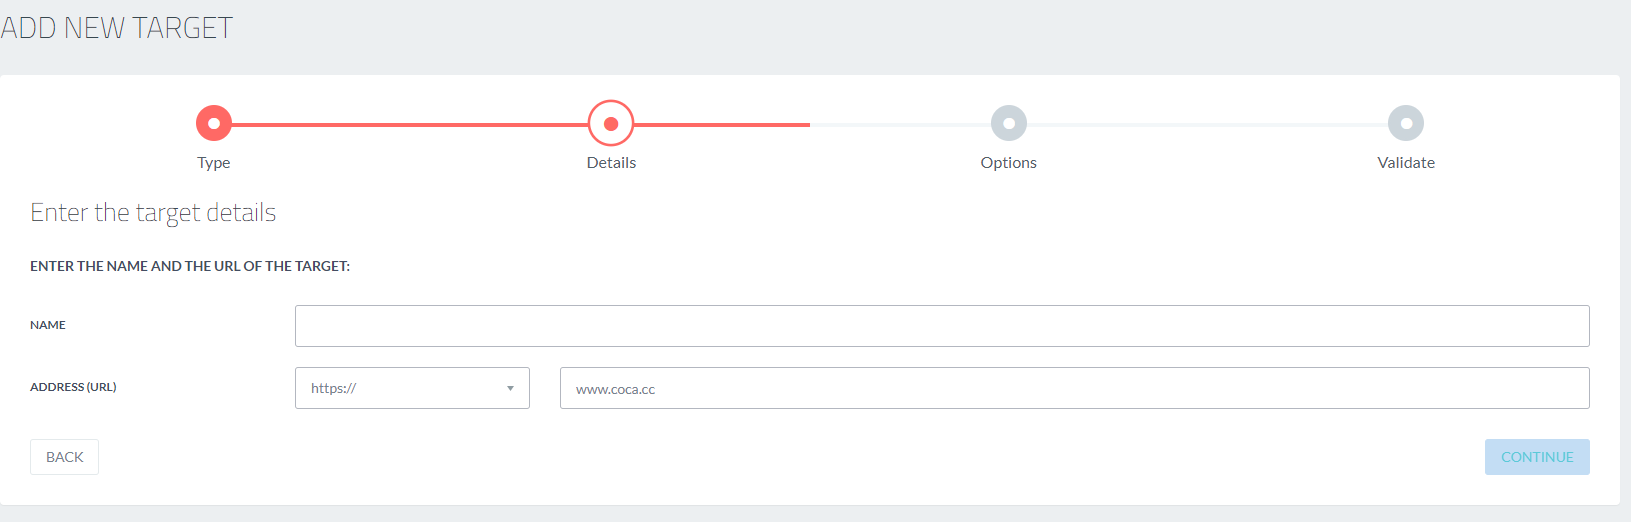 ADD NEW TARGET
Type
Details
Options
Validate
Enter the target details
ENTER THE NAME AND THE URL OF THE TARGET:
NAME
ADDRESS (URL)
https://
www.coca.cc
BACK
CONTINUE